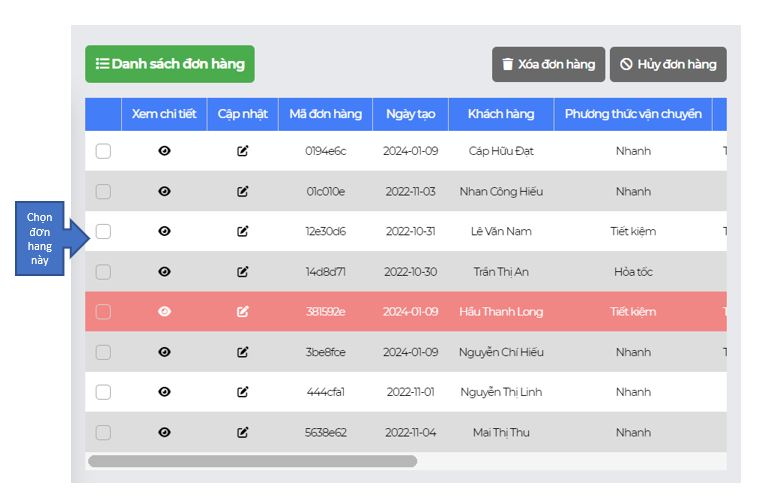 Danh sách đơn hàng
Xóa đơn hàng
Hủy đơn hàng
Xem chi tiết Cập nhật Mã đơn hàng Ngày tạo Khách hàng Phương thức vận chuyển
0194e6c 2024-01-09 Cáp Hữu Đạt Nhanh T
01c010e 2022-11-03 Nhan Công Hiếu Nhanh
12e30d6 2022-10-31 Lê Văn Nam Tiết kiệm T
14d8d71 2022-10-30 Trần Thị An Hỏa tốc
381592e 2024-01-09 Hầu Thanh Long Tiết kiệm T
3be8fce 2024-01-09 Nguyễn Chí Hiếu Nhanh T
444cfa1 2022-11-01 Nguyễn Thị Linh Nhanh
5638e62 2022-11-04 Mai Thị Thu Nhanh
Chọn
đơn
hang
này